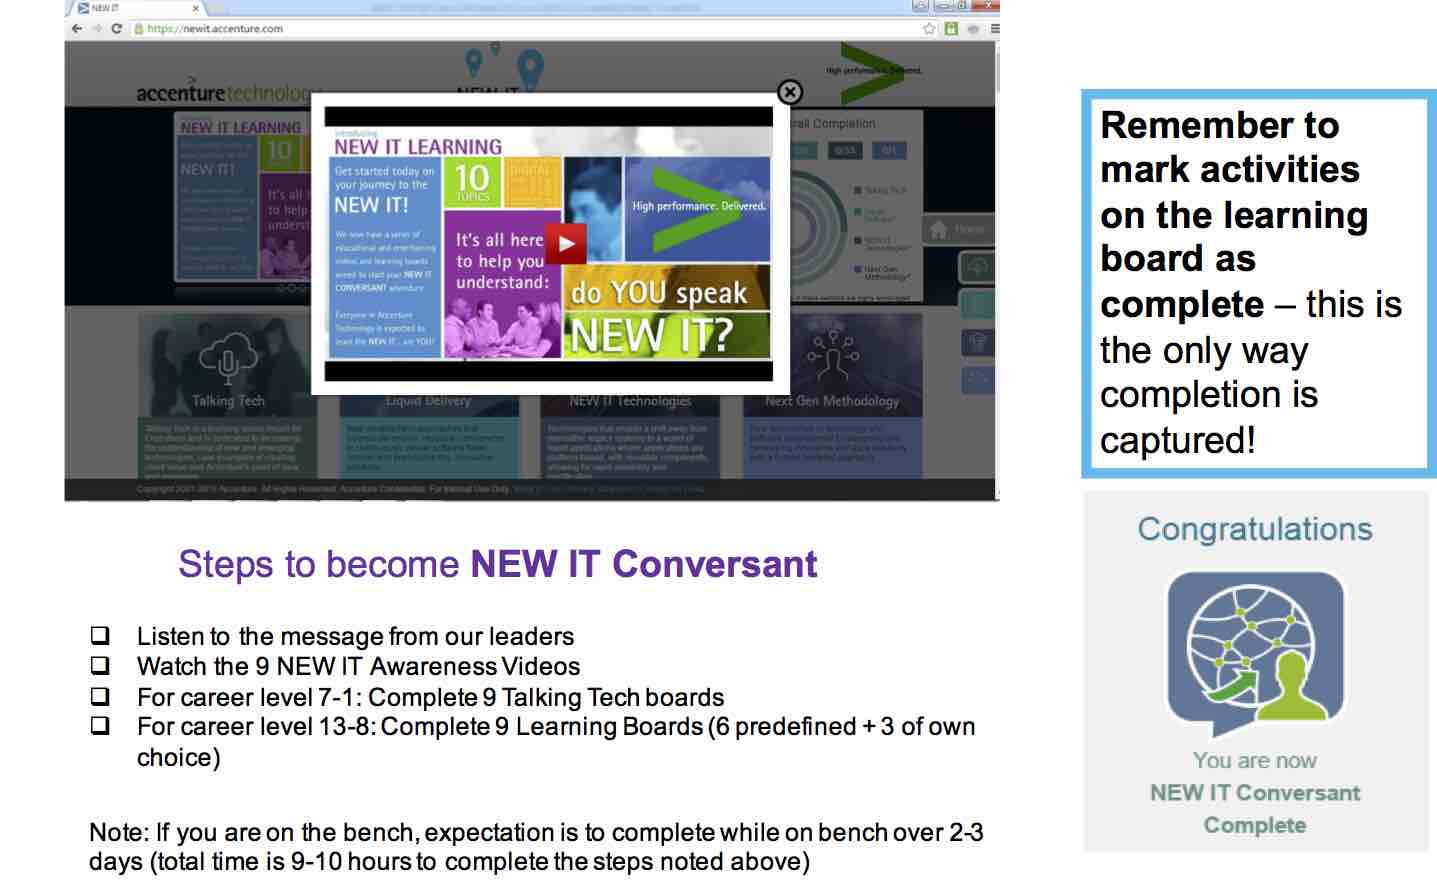 NEW IT
https://newit.accenture.com
accenturetechnology
NEW IT
High performance. Delivered.
NEW IT LEARNING
10
NEW IT!
It's all
to help
underst
Overall Completion
0/33
0/1
Talking Tech
Home
introducing
NEW IT LEARNING
Get started today on
your journey to the
NEW IT!
We now have a series of
educational and entertaining
videos and learning boards
aimed to start your NEW IT
CONVERSANT adventure
Everyone in Accenture
Technology is expected to
learn the NEW IT... are YOU?
10
TOPICS
DIGITAL
It's all here
to help you
understand:
High performance. Delivered.
do YOU speak
NEW IT?
Talking Tech
Liquid Delivery
NEW IT Technologies
Next Gen Methodology
Copyright 2001-2015 Accenture. All Rights Reserved. Accenture Confidential. For Internal Use Only.
Remember to
mark activities
on the learning
board as
complete – this is
the only way
completion is
captured!
Steps to become NEW IT Conversant
❑ Listen to the message from our leaders
❑ Watch the 9 NEW IT Awareness Videos
❑ For career level 7-1: Complete 9 Talking Tech boards
❑ For career level 13-8: Complete 9 Learning Boards (6 predefined + 3 of own
choice)
Note: If you are on the bench, expectation is to complete while on bench over 2-3
days (total time is 9-10 hours to complete the steps noted above)
Congratulations
You are now
NEW IT Conversant
Complete